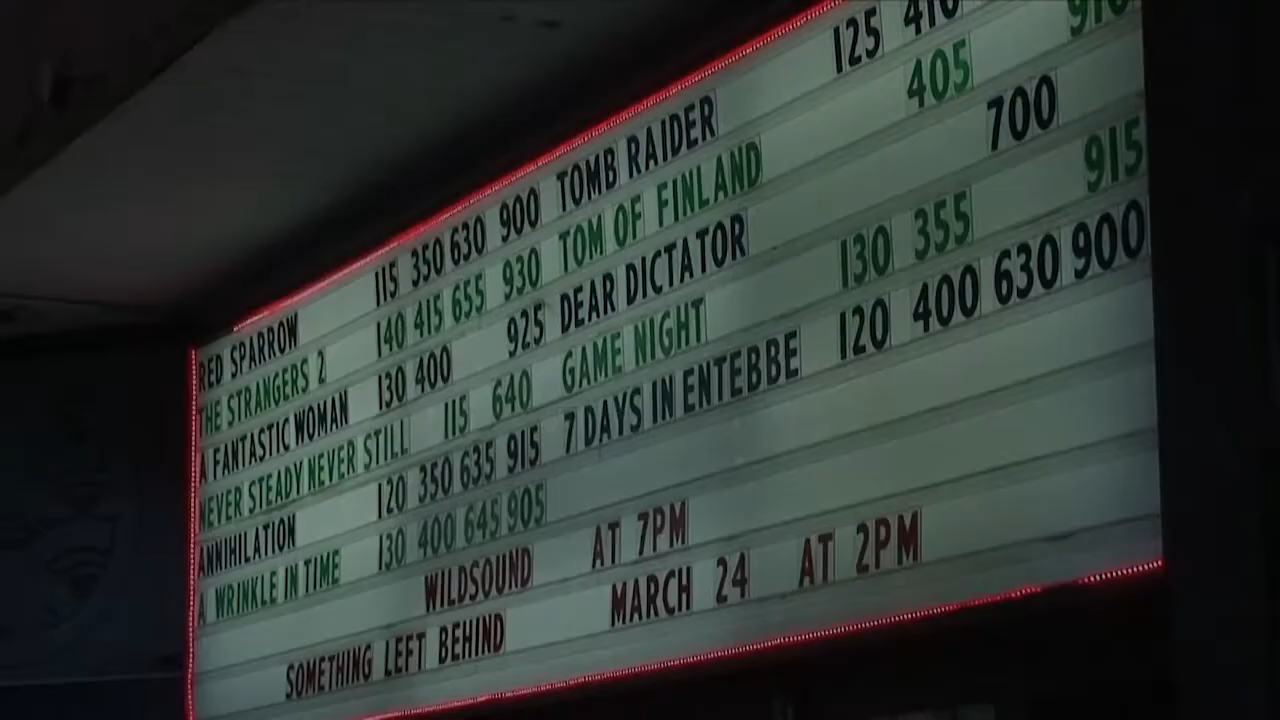 RED SPARROW 115 350 630 900 TOMB RAIDER 125 410
THE STRANGERS 2 140 415 655 930 TOM OF FINLAND 405 910
A FANTASTIC WOMAN 130 400 925 DEAR DICTATOR 700
NEVER STEADY NEVER STILL 115 640 GAME NIGHT 130 355 915
ANNIHILATION 120 350 635 915 7 DAYS IN ENTEBBE 120 400 630 900
A WRINKLE IN TIME 130 400 645 905
WILDSOUND AT 7PM
SOMETHING LEFT BEHIND MARCH 24 AT 2PM